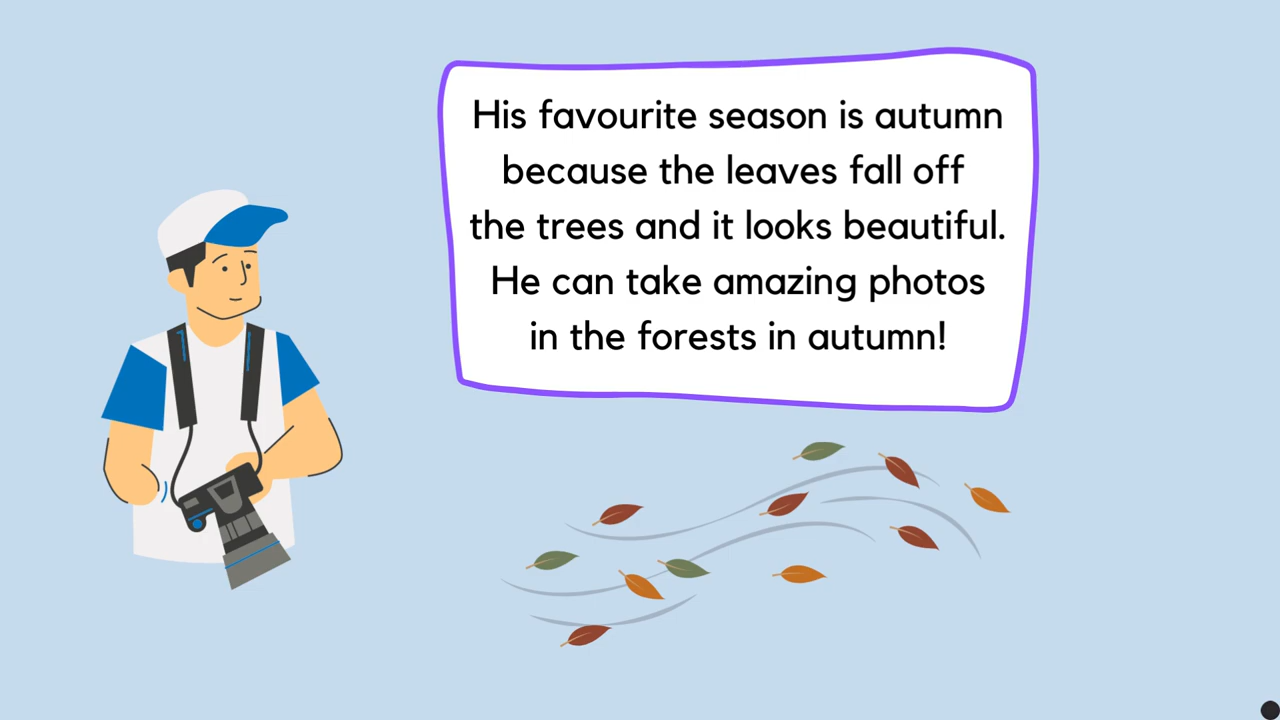 His favourite season is autumn
because the leaves fall off
the trees and it looks beautiful.
He can take amazing photos
in the forests in autumn!